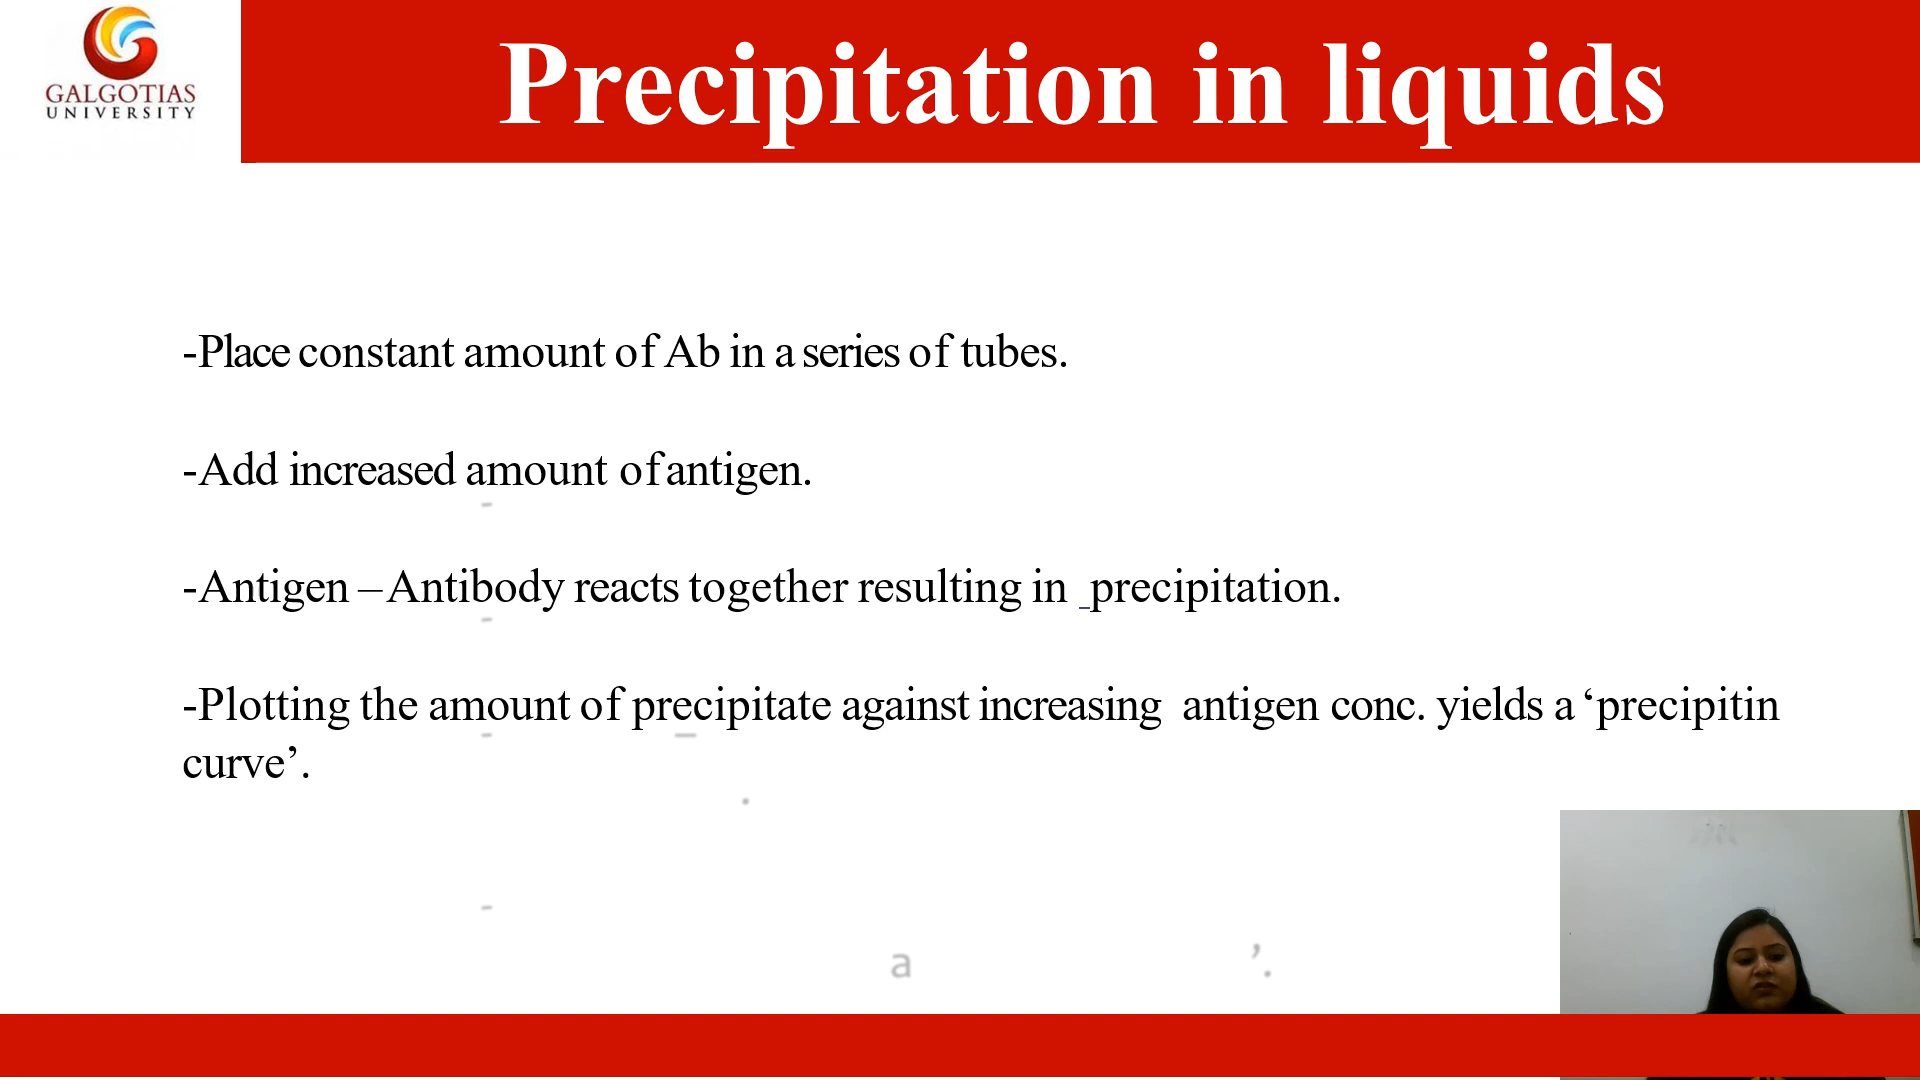 GALGOTIAS
UNIVERSITY
Precipitation in liquids
-Place constant amount of Ab in a series of tubes.
-Add increased amount of antigen.
-Antigen –Antibody reacts together resulting in _precipitation.
-Plotting the amount of precipitate against increasing antigen conc. yields a ‘precipitin
curve’.
a ’.